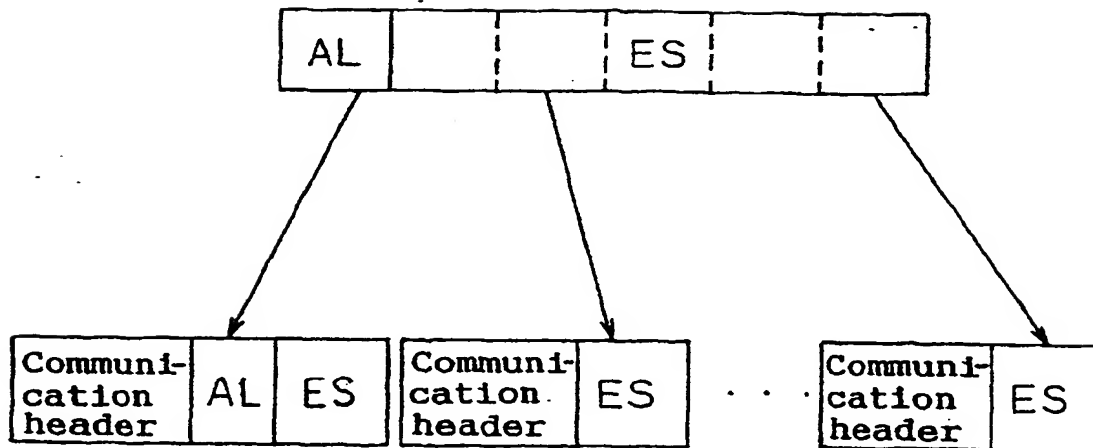 AL ES
Communi-
cation
header
AL ES
Communi-
cation
header
ES
. . .
Communi-
cation
header
ES